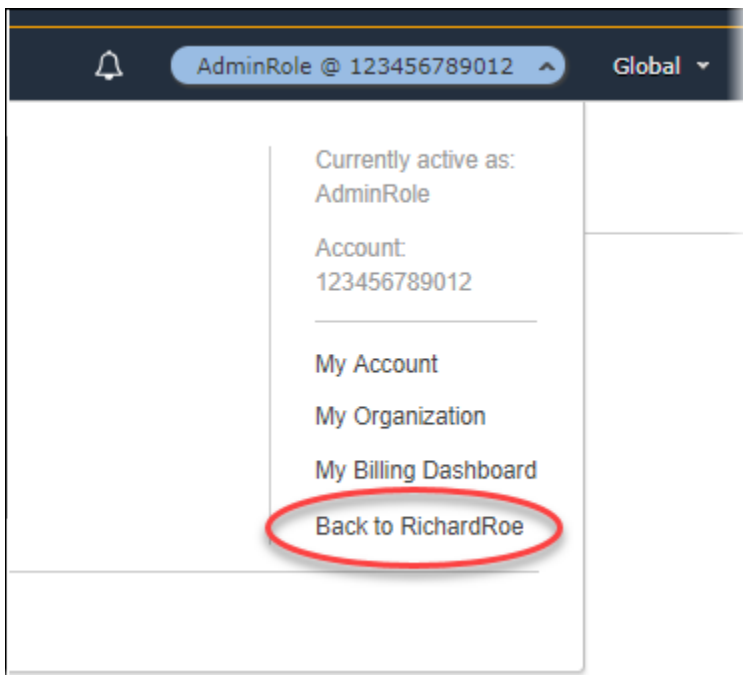 AdminRole @ 123456789012
Global
Currently active as:
AdminRole
Account:
123456789012
My Account
My Organization
My Billing Dashboard
Back to RichardRoe